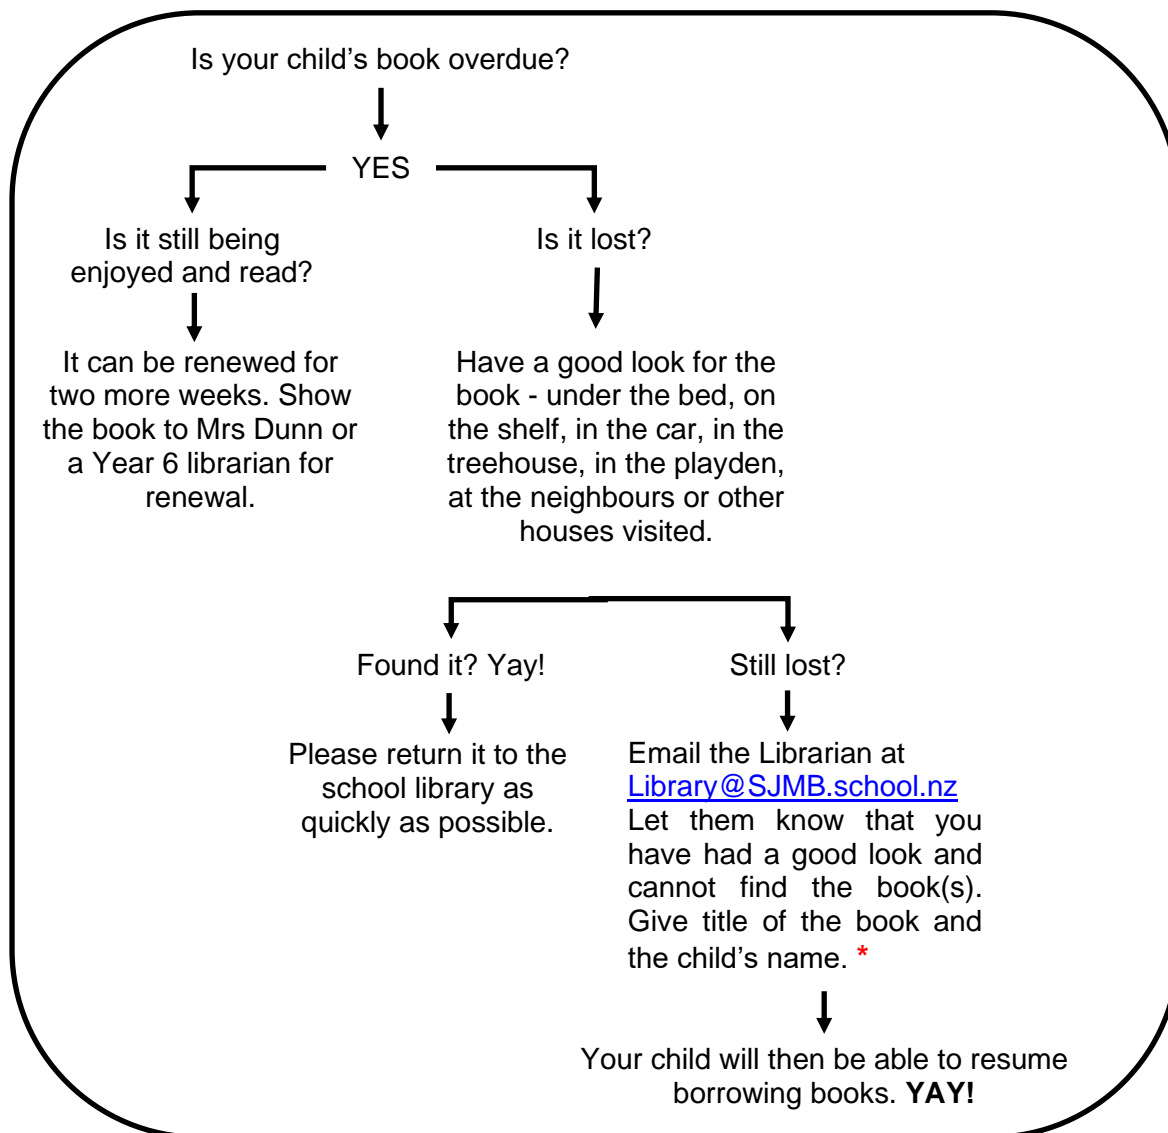 Is your child’s book overdue?
YES
Is it still being
enjoyed and read?
It can be renewed for
two more weeks. Show
the book to Mrs Dunn or
a Year 6 librarian for
renewal.
Is it lost?
Have a good look for the
book - under the bed, on
the shelf, in the car, in the
treehouse, in the playden,
at the neighbours or other
houses visited.
Found it? Yay!
Please return it to the
school library as
quickly as possible.
Still lost?
Email the Librarian at
Library@SJMB.school.nz
Let them know that you
have had a good look and
cannot find the book(s).
Give title of the book and
the child’s name. *
Your child will then be able to resume
borrowing books. YAY!